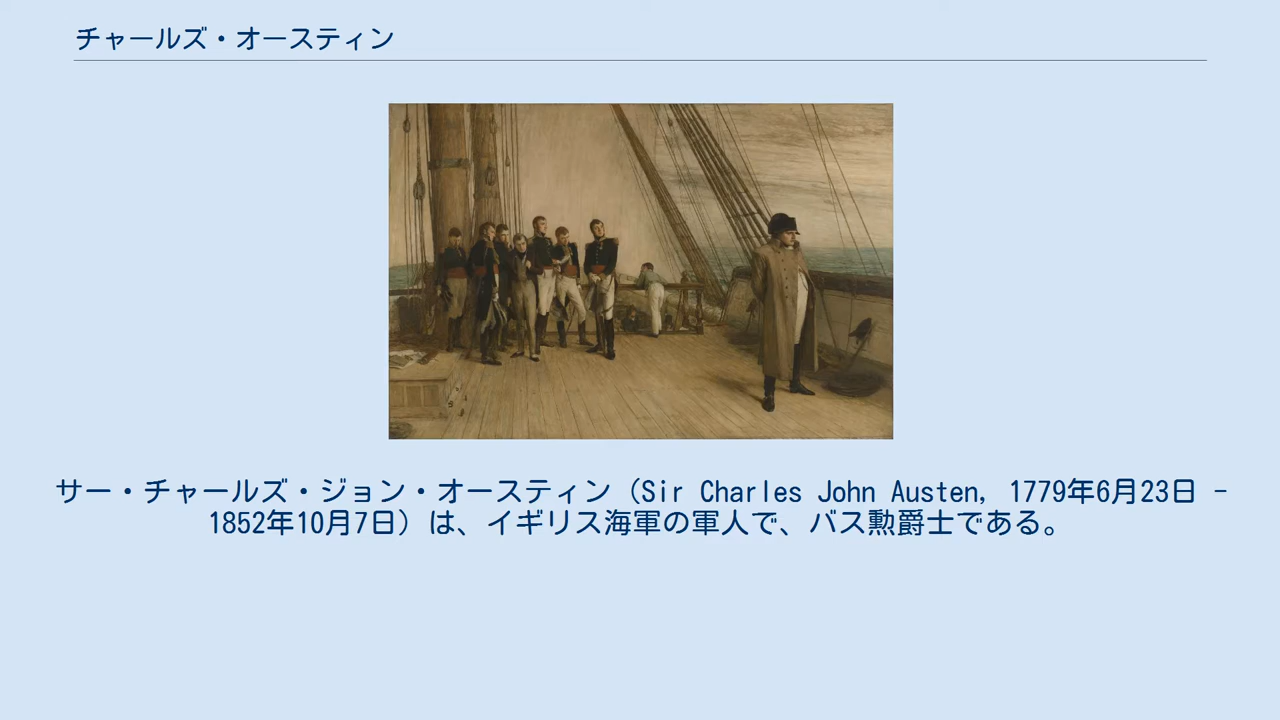 チャールズ・オースティン
サー・チャールズ・ジョン・オースティン（Sir Charles John Austen, 1779年6月23日 -
1852年10月7日）は、イギリス海軍の軍人で、バス勲爵士である。